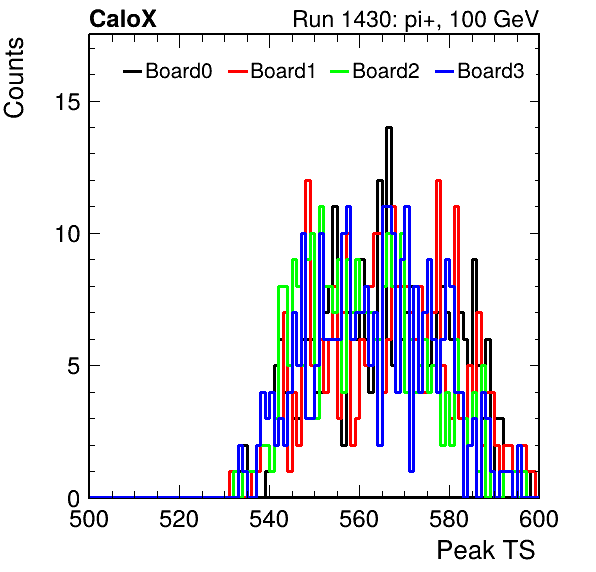 CaloX Run 1430: pi+, 100 GeV
Counts
Board0 Board1 Board2 Board3
15
10
5
0
500 520 540 560 580 600
Peak TS